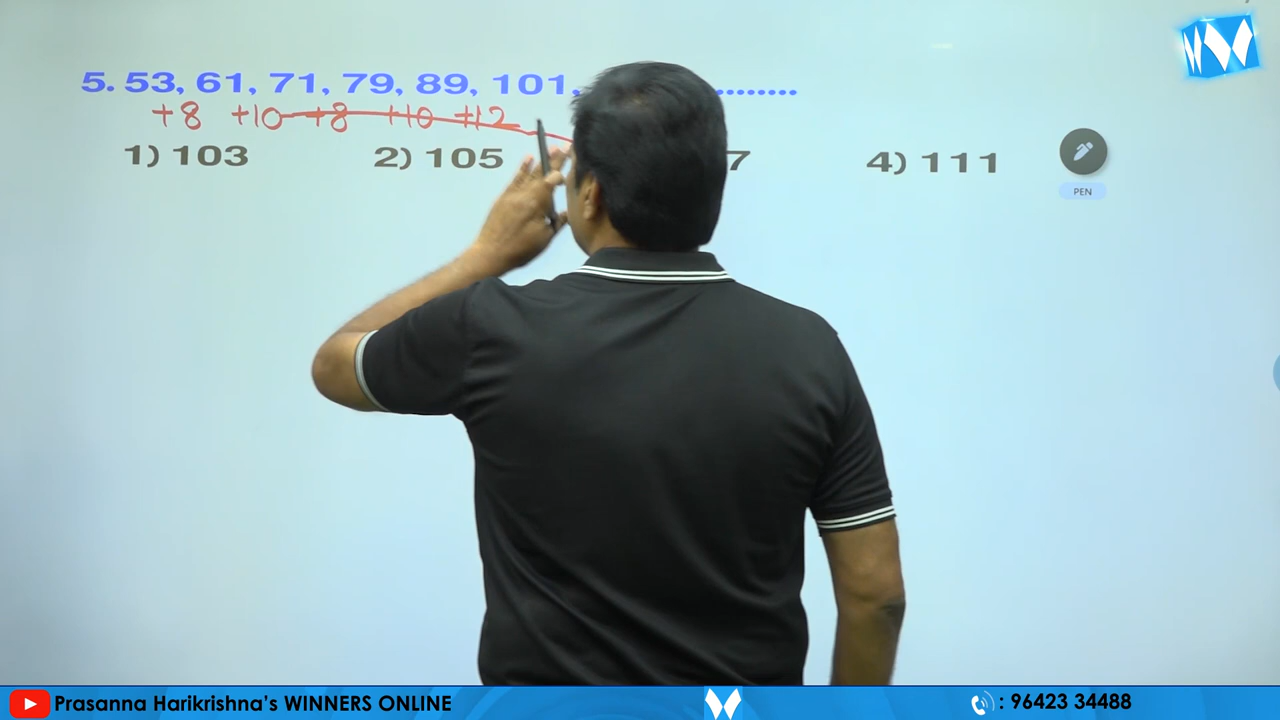 5. 53, 61, 71, 79, 89, 101, ..........
+8 +10 +8 +10 +12
1) 103 2) 105 7 4) 111
PEN
Prasanna Harikrishna's WINNERS ONLINE : 96423 34488